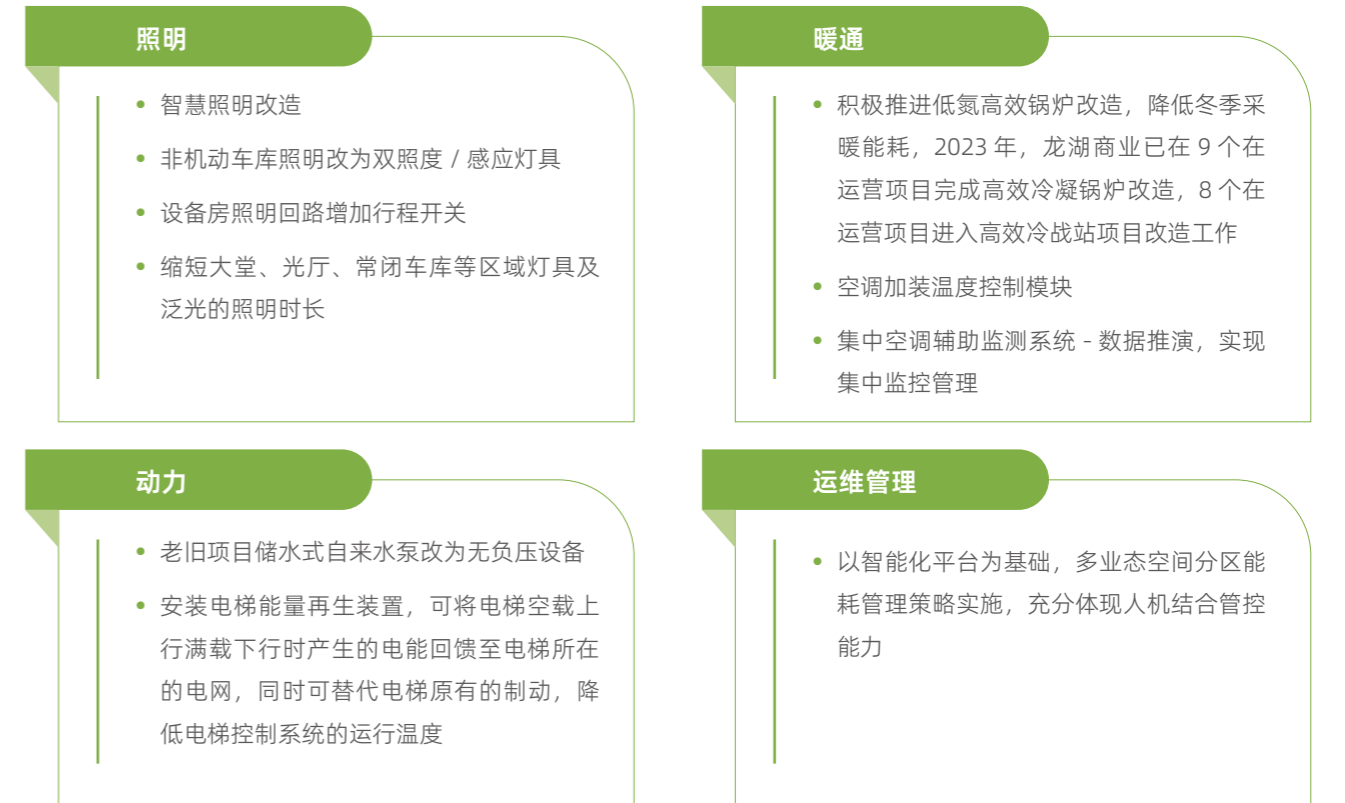 照明
智慧照明改造
非机动车库照明改为双照度 / 感应灯具
设备房照明回路增加行程开关
缩短大堂、光厅、常闭车库等区域灯具及
泛光的照明时长
暖通
积极推进低氮高效锅炉改造，降低冬季采
暖能耗，2023 年，龙湖商业已在 9 个在
运营项目完成高效冷凝锅炉改造，8 个在
运营项目进入高效冷战站项目改造工作
空调加装温度控制模块
集中空调辅助监测系统 - 数据推演，实现
集中监控管理
动力
老旧项目储水式自来水泵改为无负压设备
安装电梯能量再生装置，可将电梯空载上
行满载下行时产生的电能回馈至电梯所在
的电网，同时可替代电梯原有的制动，降
低电梯控制系统的运行温度
运维管理
以智能化平台为基础，多业态空间分区能
耗管理策略实施，充分体现人机结合管控
能力